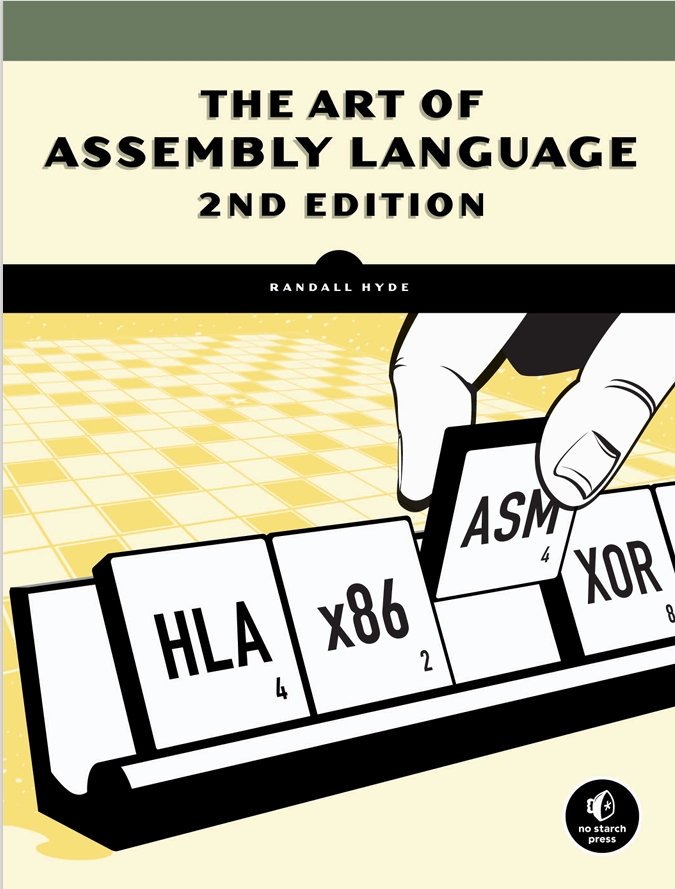 THE ART OF
ASSEMBLY LANGUAGE
2ND EDITION
RANDALL HYDE
ASM
4
XOR
8
x86
2
HLA
4
no starch
press